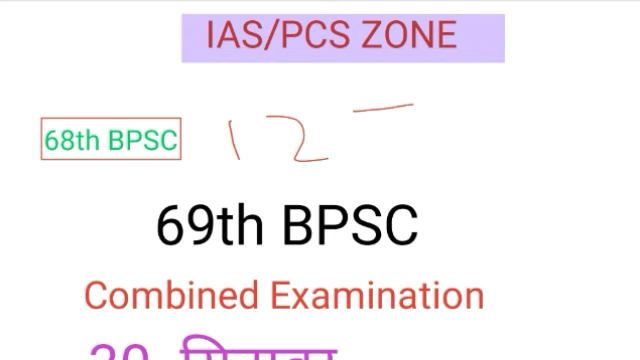 IAS/PCS ZONE
68th BPSC
12
69th BPSC
Combined Examination